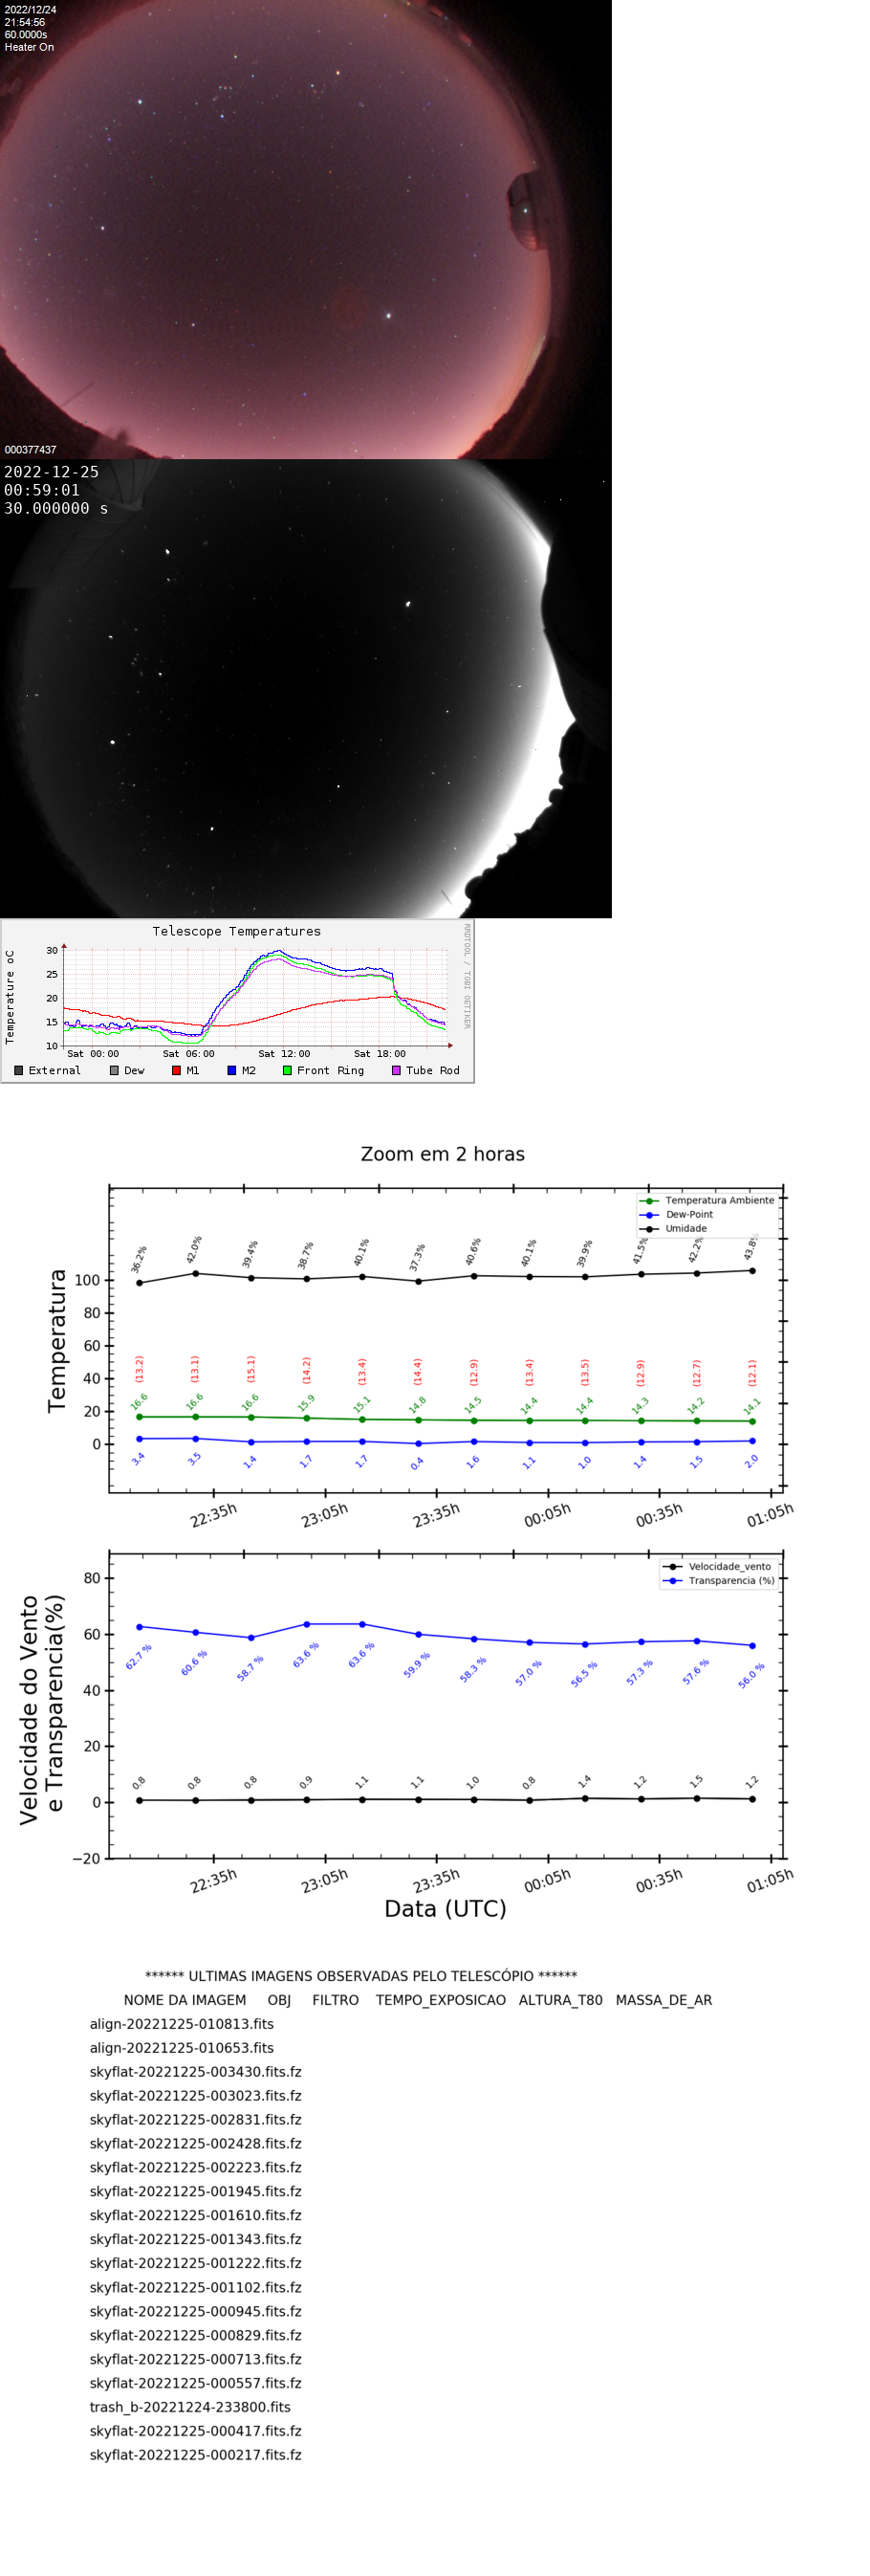 2022/12/24
21:54:56
60.0000s
Heater On
000377437
2022-12-25
00:59:01
30.000000 s
Telescope Temperatures
RRDTOOL / TOBI OETIKER
Temperature oC
30
25
20
15
10
Sat 00:00 Sat 06:00 Sat 12:00 Sat 18:00
External Dew M1 M2 Front Ring Tube Rod
Zoom em 2 horas
Temperatura Ambiente
Dew-Point
Umidade
Temperatura
36.2% 42.0% 39.4% 38.7% 40.1% 37.3% 40.6% 40.1% 39.9% 41.5% 42.2% 43.8%
100
80
60
40
20
0
(13.2) (13.1) (15.1) (14.2) (13.4) (14.4) (12.9) (13.4) (13.5) (12.9) (12.7) (12.1)
16.6 16.6 16.6 15.9 15.1 14.8 14.5 14.4 14.4 14.3 14.2 14.1
3.4 3.5 1.4 1.7 1.7 0.4 1.6 1.1 1.0 1.4 1.5 2.0
22:35h 23:05h 23:35h 00:05h 00:35h 01:05h
Velocidade_vento
Transparencia (%)
Velocidade do Vento
e Transparencia(%)
80
60
40
20
0
−20
62.7 % 60.6 % 58.7 % 63.6 % 63.6 % 59.9 % 58.3 % 57.0 % 56.5 % 57.3 % 57.6 % 56.0 %
0.8 0.8 0.8 0.9 1.1 1.1 1.0 0.8 1.4 1.2 1.5 1.2
22:35h 23:05h 23:35h 00:05h 00:35h 01:05h
Data (UTC)
****** ULTIMAS IMAGENS OBSERVADAS PELO TELESCÓPIO ******
NOME DA IMAGEM OBJ FILTRO TEMPO_EXPOSICAO ALTURA_T80 MASSA_DE_AR
align-20221225-010813.fits
align-20221225-010653.fits
skyflat-20221225-003430.fits.fz
skyflat-20221225-003023.fits.fz
skyflat-20221225-002831.fits.fz
skyflat-20221225-002428.fits.fz
skyflat-20221225-002223.fits.fz
skyflat-20221225-001945.fits.fz
skyflat-20221225-001610.fits.fz
skyflat-20221225-001343.fits.fz
skyflat-20221225-001222.fits.fz
skyflat-20221225-001102.fits.fz
skyflat-20221225-000945.fits.fz
skyflat-20221225-000829.fits.fz
skyflat-20221225-000713.fits.fz
skyflat-20221225-000557.fits.fz
trash_b-20221224-233800.fits
skyflat-20221225-000417.fits.fz
skyflat-20221225-000217.fits.fz